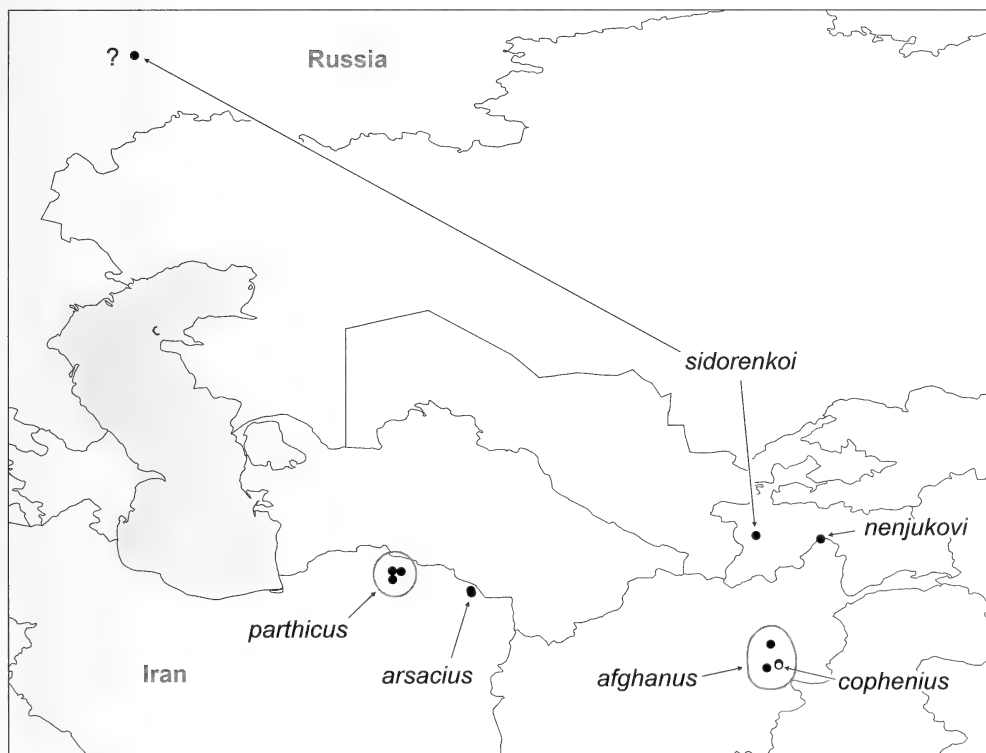 ? Russia
sidorenkoi
nenjukovi
parthicus
arsacius
Iran
afghanus
cophenius